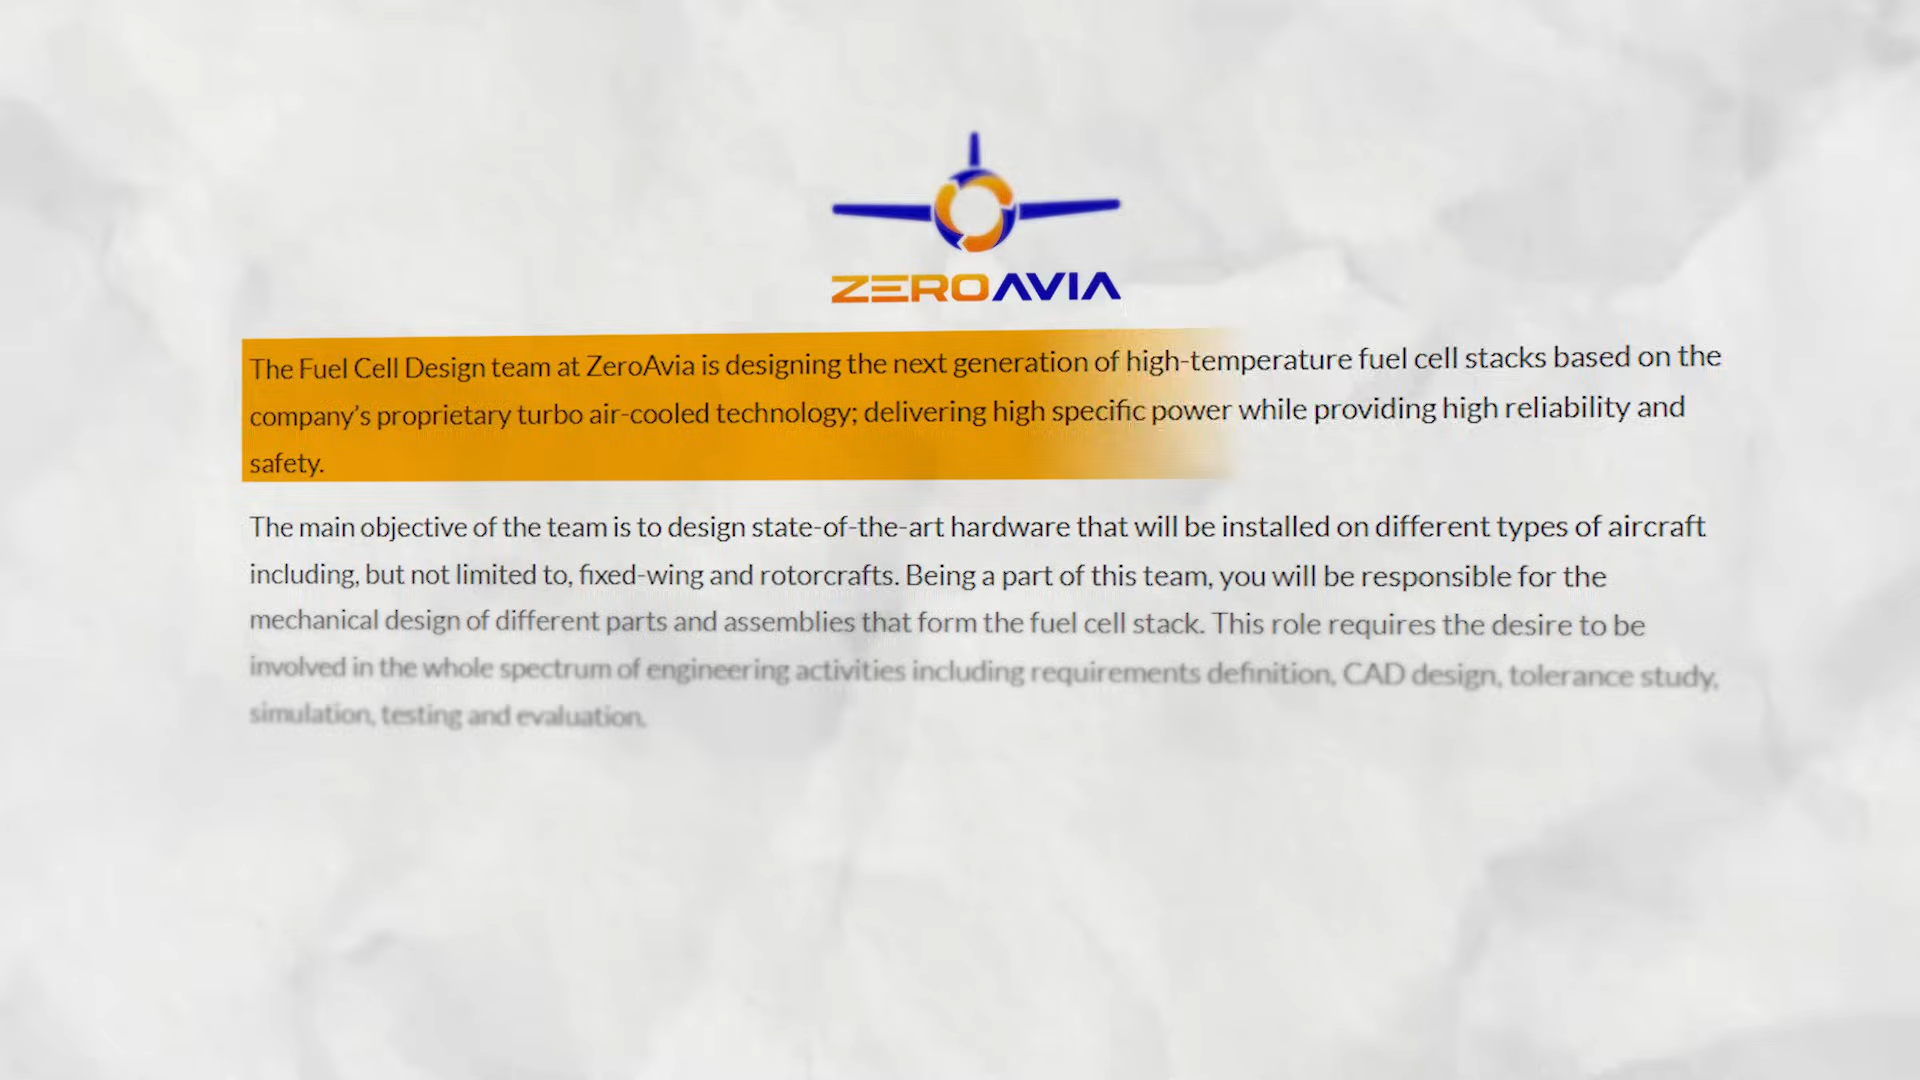 ZEROAVIA
The Fuel Cell Design team at ZeroAvia is designing the next generation of high-temperature fuel cell stacks based on the
company's proprietary turbo air-cooled technology; delivering high specific power while providing high reliability and
safety.
The main objective of the team is to design state-of-the-art hardware that will be installed on different types of aircraft
including, but not limited to, fixed-wing and rotorcrafts. Being a part of this team, you will be responsible for the
mechanical design of different parts and assemblies that form the fuel cell stack. This role requires the desire to be
involved in the whole spectrum of engineering activities including requirements definition, CAD design, tolerance study,
simulation, testing and evaluation.